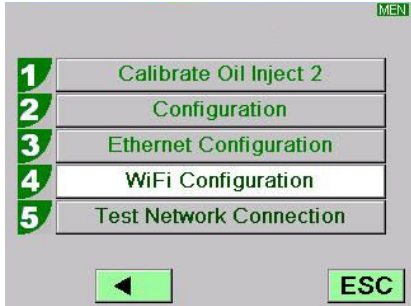 MEN
1 Calibrate Oil Inject 2
2 Configuration
3 Ethernet Configuration
4 WiFi Configuration
5 Test Network Connection
ESC